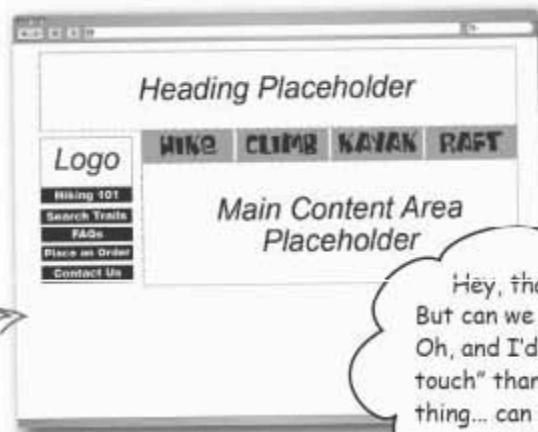 Heading Placeholder
Logo
HIKE CLIMB KAYAK RAFT
Hiking 101
Search Trails
FAQs
Place an Order
Contact Us
Main Content Area
Placeholder
Hey, tha
But can we
Oh, and I'd
touch" than
thing... can